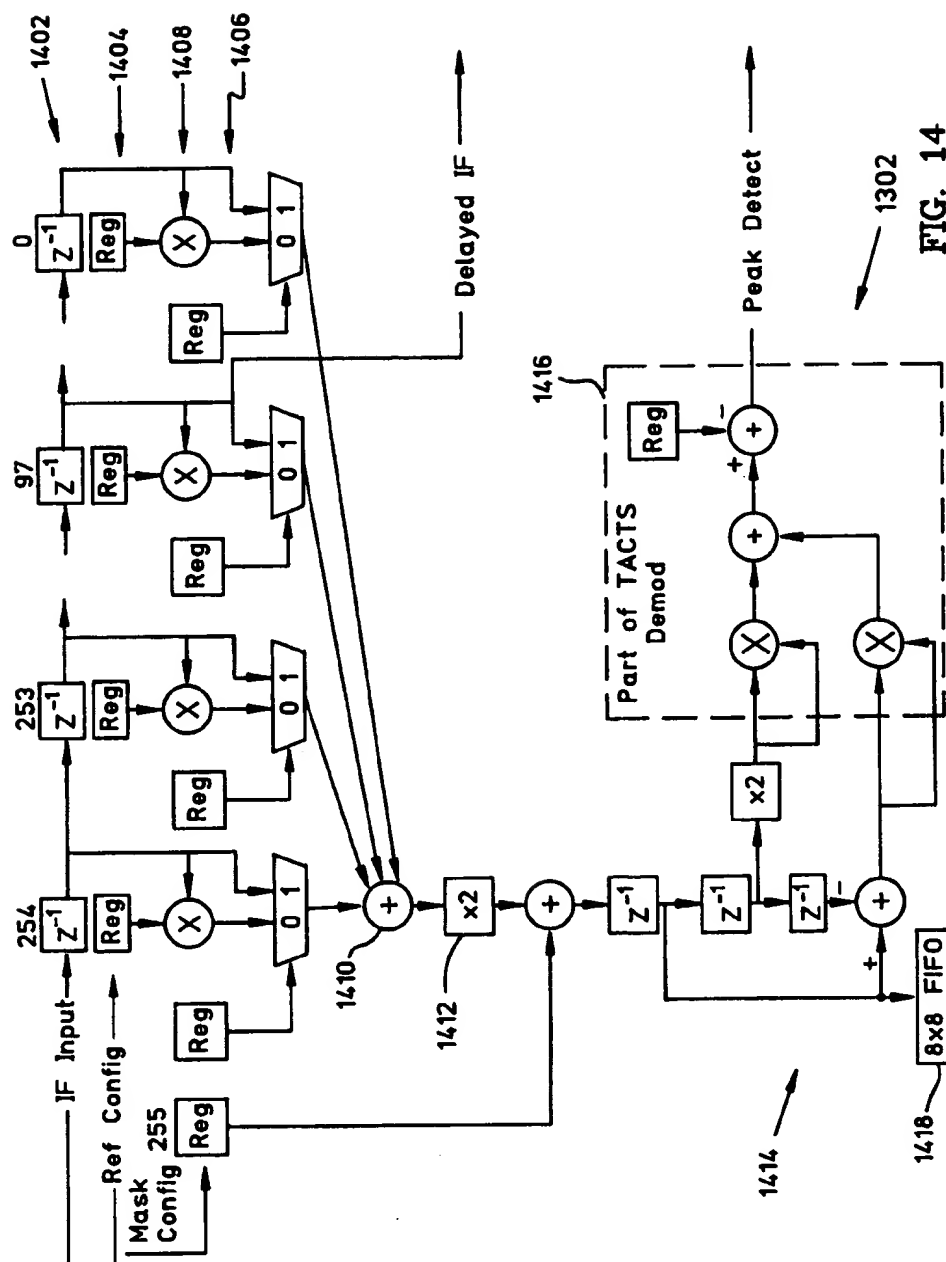 1402
1404
1408
1406
254
253
97
0
IF Input
Z⁻¹
Z⁻¹
Z⁻¹
Z⁻¹
Ref Config
Reg
Reg
Reg
Reg
X
X
X
X
Mask
Config
255
Reg
Reg
Reg
Reg
Reg
0 1
0 1
0 1
0 1
Delayed IF
1410
+
1412
x2
+
1414
Z⁻¹
Z⁻¹
Z⁻¹
-
+
+
1418
8x8 FIFO
x2
1416
Part of TACTS
Demod
Reg
X
+
+
-
+
X
Peak Detect
1302
FIG. 14